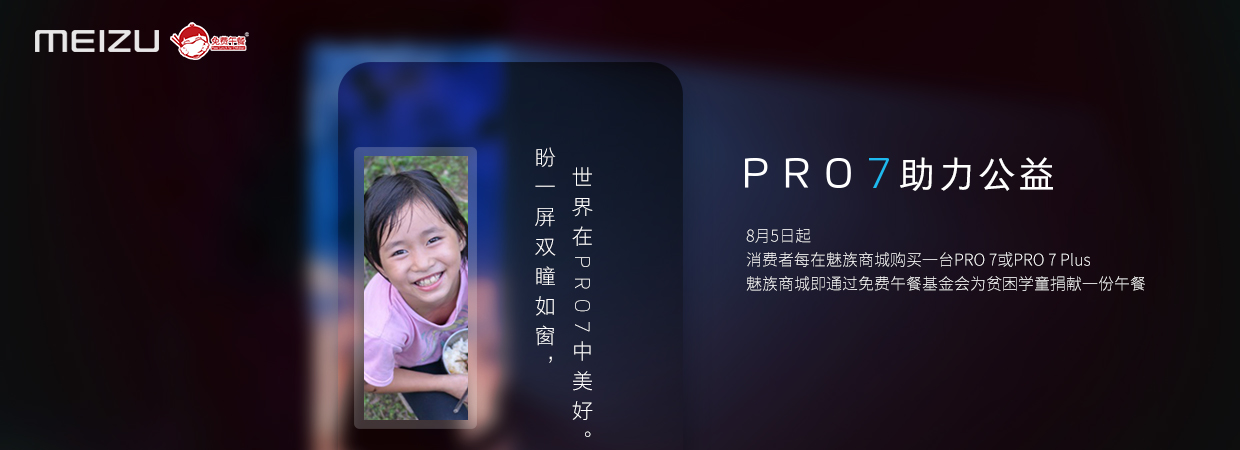 MEIZU
免费午餐
盼一屏双瞳如窗，
世界在PRO7中美好。
PRO 7助力公益
8月5日起
消费者每在魅族商城购买一台PRO 7或PRO 7 Plus
魅族商城即通过免费午餐基金会为贫困学童捐献一份午餐